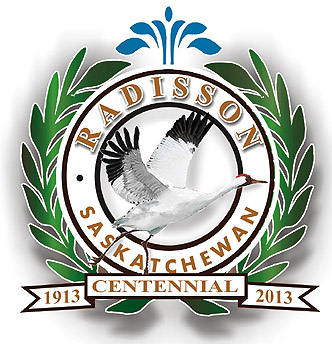 RADISSON
SASKATCHEWAN
1913 CENTENNIAL 2013